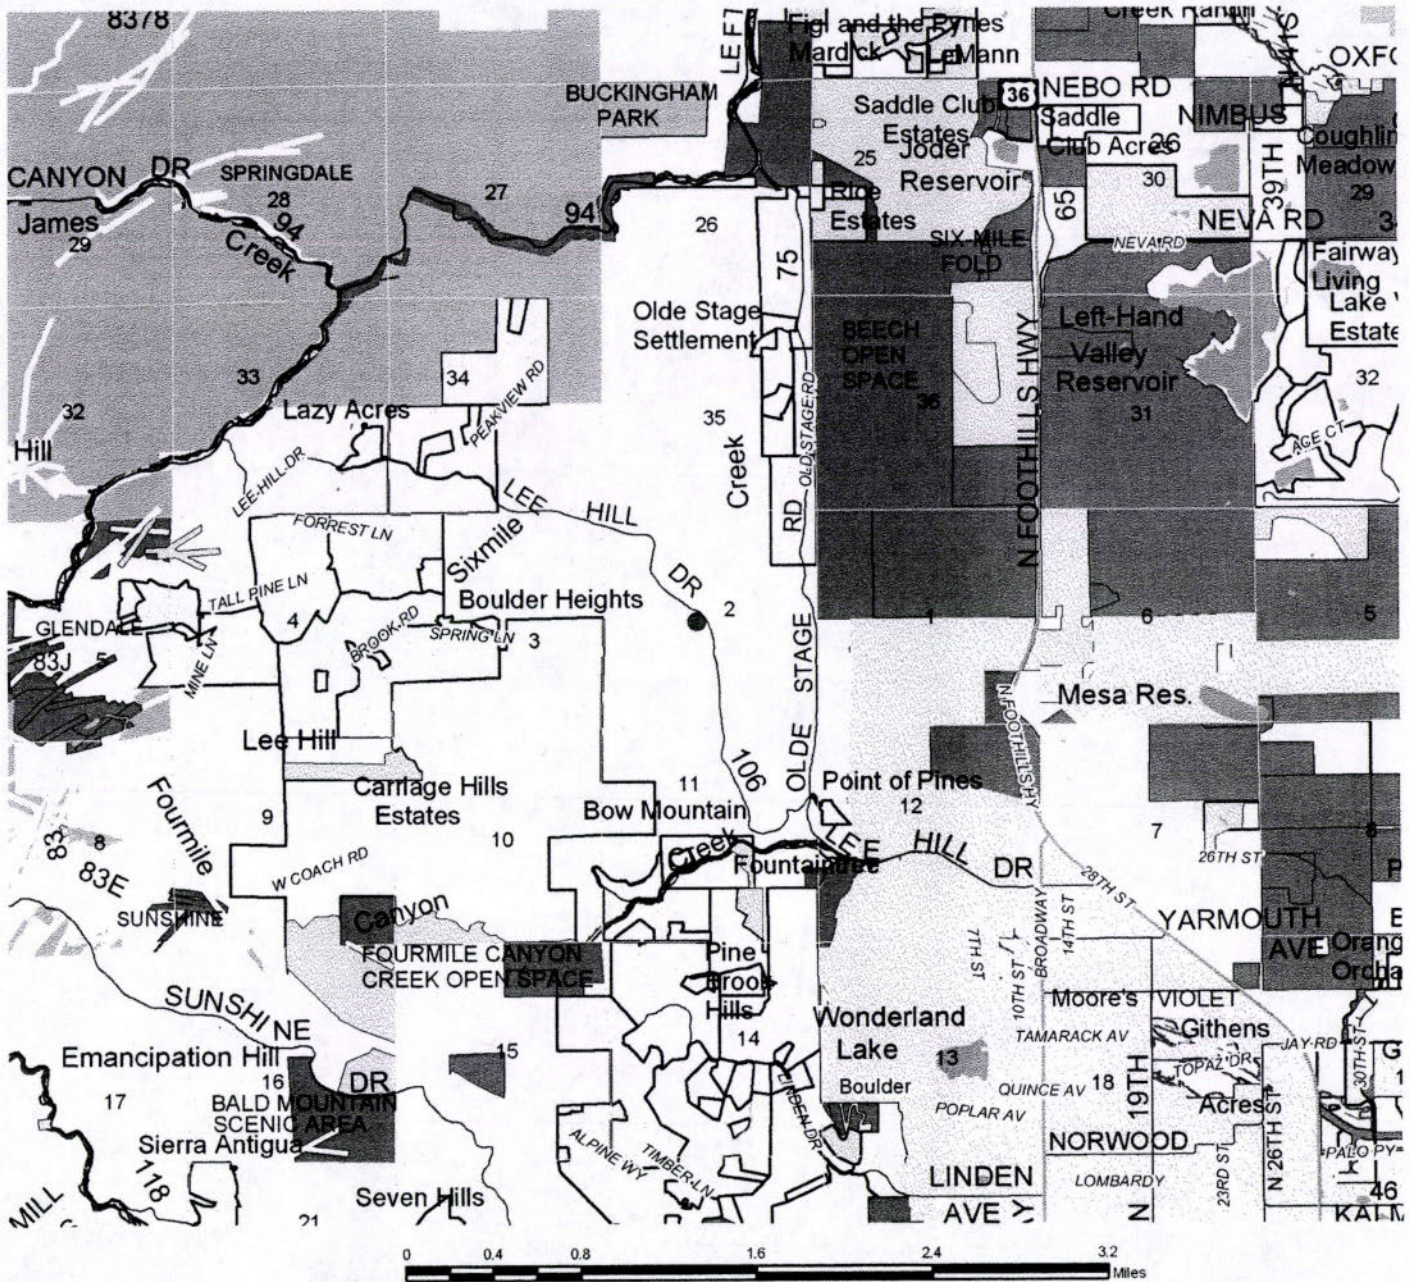 8378
LEFT
Figl and the Pynes
Mardick
LeMann
OXFO
N 41S
BUCKINGHAM
PARK
36
NEBO RD
Saddle Club
Estates
Saddle
Club Acres
NIMBUS
26
39TH
Coughlin
Meadow
25
Joder
Reservoir
30
29
CANYON DR
SPRINGDALE
28
27
94
94
James
Creek
29
26
Rice
Estates
65
NEVA RD
NEVA RD
SIX-MILE
FOLD
75
Fairway
Living
Lake
Estate
Olde Stage
Settlement
BEECH
OPEN
SPACE
36
N FOOTHILLS HWY
Left-Hand
Valley
Reservoir
31
32
33
34
PEAKVIEW RD
32
Lazy Acres
35
OLD STAGE RD
Hill
AGE CT
LEE HILL DR
Creek
RD
LEE HILL DR
FORREST LN
Sixmile
TALL PINE LN
Boulder Heights
2
1
6
5
4
GLENDALE
BROOK RD
SPRING LN
3
83J
5
MINE LN
OLDE STAGE
N FOOTHILLS HY
Mesa Res.
Lee Hill
106
Fourmile
Carriage Hills
Estates
11
Point of Pines
12
Bow Mountain
9
10
7
8
83
8
83E
Creek
LEE HILL DR
Fountaintree
W COACH RD
26TH ST
28TH ST
SUNSHINE
Canyon
YARMOUTH
AVE
FOURMILE CANYON
CREEK OPEN SPACE
7TH ST
10TH ST
BROADWAY
14TH ST
Orang
Orcha
Pine
Brook
Hills
14
SUNSHINE
DR
Wonderland
Lake
Moore's
VIOLET
Githens
TAMARACK AV
JAY RD
30TH ST
Emancipation Hill
15
13
TOPAZ DR
16
17
Boulder
QUINCE AV
18
19TH
BALD MOUNTAIN
SCENIC AREA
LINDEN DR
POPLAR AV
Acres
Sierra Antigua
ALPINE WY
TIMBER LN
NORWOOD
N 26TH ST
PALO PY
118
LINDEN
AVE
LOMBARDY
23RD ST
Seven Hills
46
MILL
21
N
KALM
0 0.4 0.8 1.6 2.4 3.2
Miles